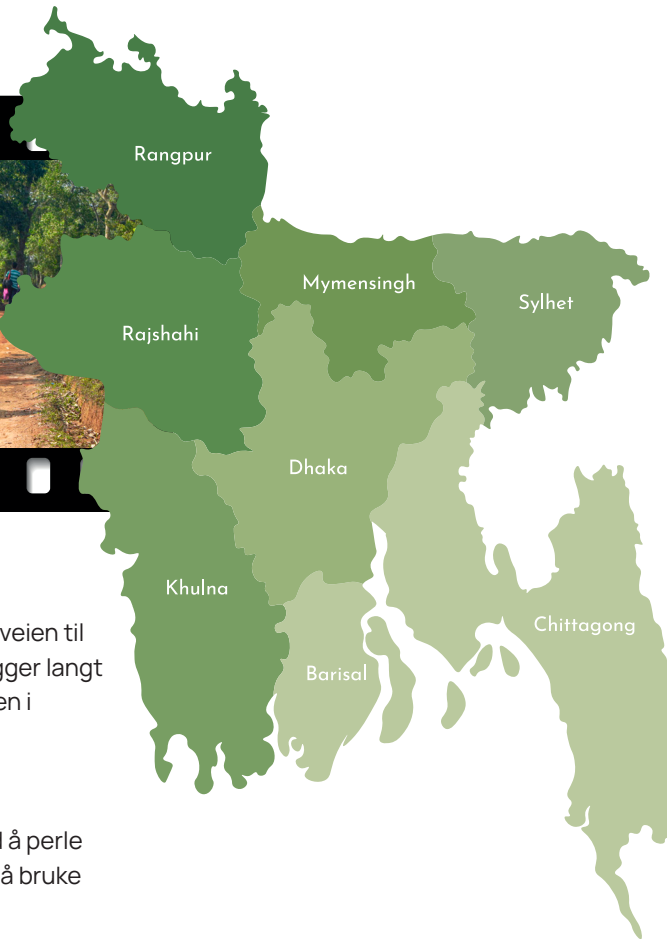 Rangpur
Mymensingh
Sylhet
Rajshahi
Dhaka
Khulna
Chittagong
Barisal
veien til
gger langt
en i
å perle
å bruke